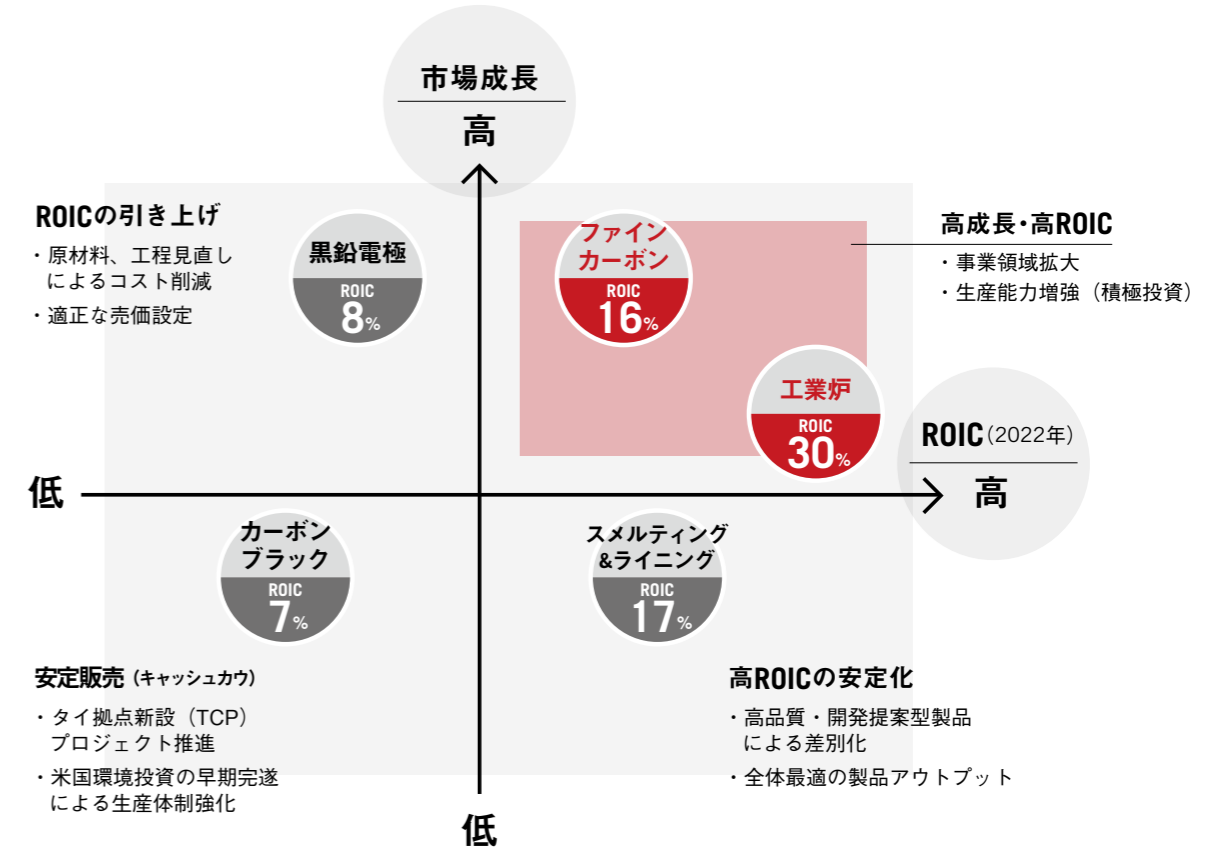 市場成長
高
ROICの引き上げ
・原材料、工程見直し
によるコスト削減
・適正な売価設定
黒鉛電極
ROIC
8%
ファイン
カーボン
ROIC
16%
高成長・高ROIC
・事業領域拡大
・生産能力増強（積極投資）
工業炉
ROIC
30%
ROIC（2022年）
高
低
カーボン
ブラック
ROIC
7%
スメルティング
&ライニング
ROIC
17%
安定販売（キャッシュカウ）
・タイ拠点新設（TCP）
プロジェクト推進
・米国環境投資の早期完遂
による生産体制強化
高ROICの安定化
・高品質・開発提案型製品
による差別化
・全体最適の製品アウトプット
低